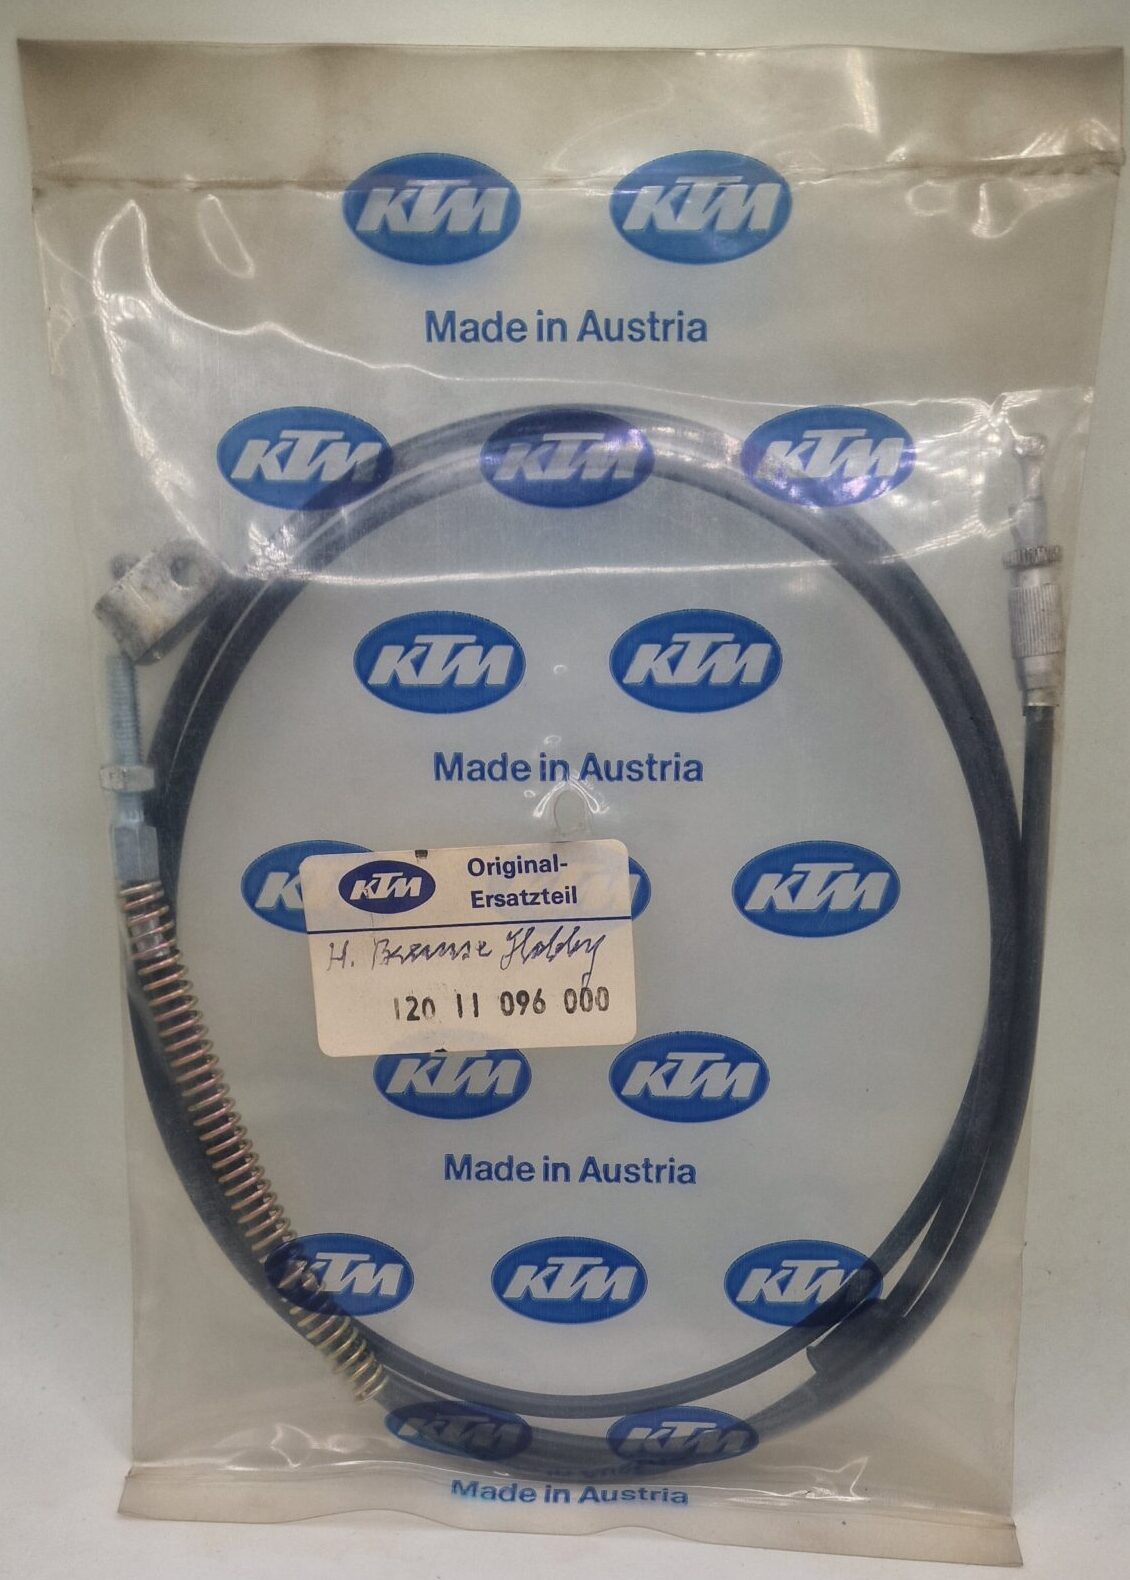 KTM KTM
Made in Austria
KTM KTM KTM
KTM KTM
Made in Austria
K KTM
KTM Original-
Ersatzteil
H. Bremse Hobby
120 11 096 000
KTM KTM
Made in Austria
KTM KTM KTM
KTM KTM
Made in Austria